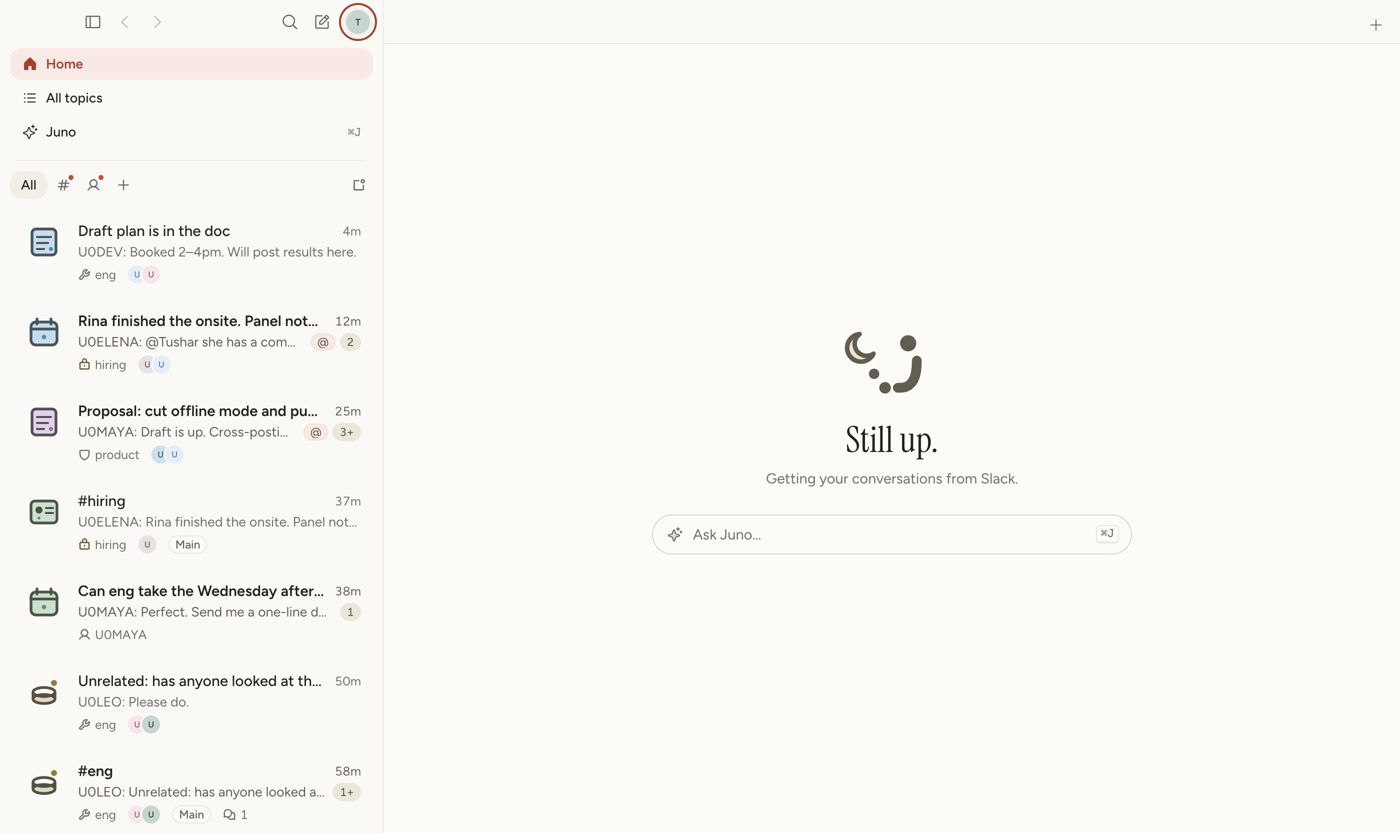 T
Home
All topics
Juno ⌘J
All
Draft plan is in the doc 4m
U0DEV: Booked 2–4pm. Will post results here.
eng U U
Rina finished the onsite. Panel not... 12m
U0ELENA: @Tushar she has a com... @ 2
hiring U U
Proposal: cut offline mode and pu... 25m
U0MAYA: Draft is up. Cross-posti... @ 3+
product U U
#hiring 37m
U0ELENA: Rina finished the onsite. Panel not...
hiring U Main
Can eng take the Wednesday after... 38m
U0MAYA: Perfect. Send me a one-line d... 1
U0MAYA
Unrelated: has anyone looked at th... 50m
U0LEO: Please do.
eng U U
#eng 58m
U0LEO: Unrelated: has anyone looked a... 1+
eng U U Main 1
Still up.
Getting your conversations from Slack.
Ask Juno... ⌘J